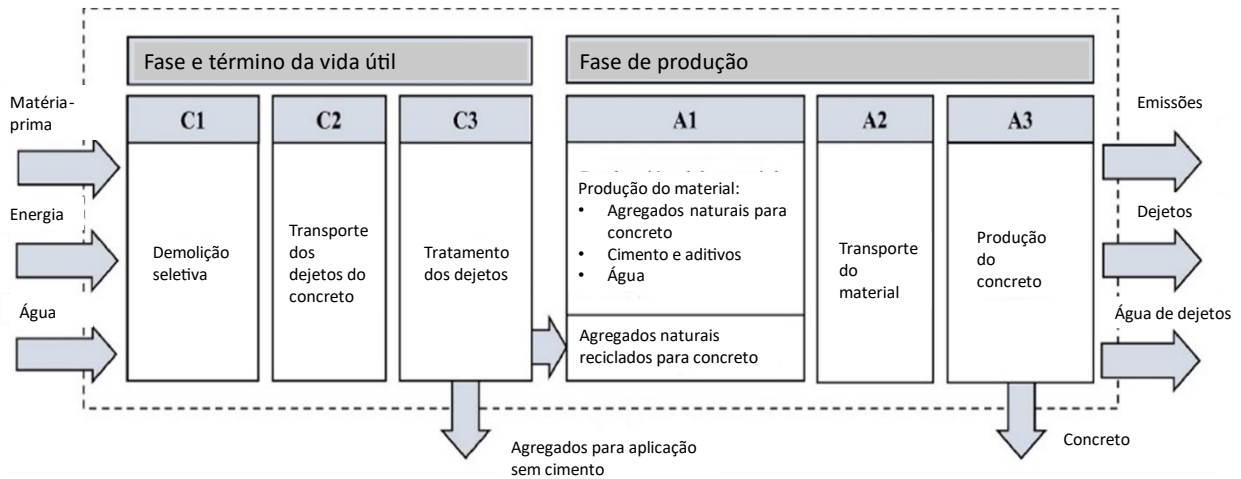 Fase e término da vida útil
Fase de produção
Matéria-
prima
Energia
Água
C1
Demolição
seletiva
C2
Transporte
dos
dejetos do
concreto
C3
Tratamento
dos dejetos
A1
Produção do material:
• Agregados naturais para
concreto
• Cimento e aditivos
• Água
Agregados naturais
reciclados para concreto
A2
Transporte
do
material
A3
Produção
do
concreto
Emissões
Dejetos
Água de dejetos
Agregados para aplicação
sem cimento
Concreto